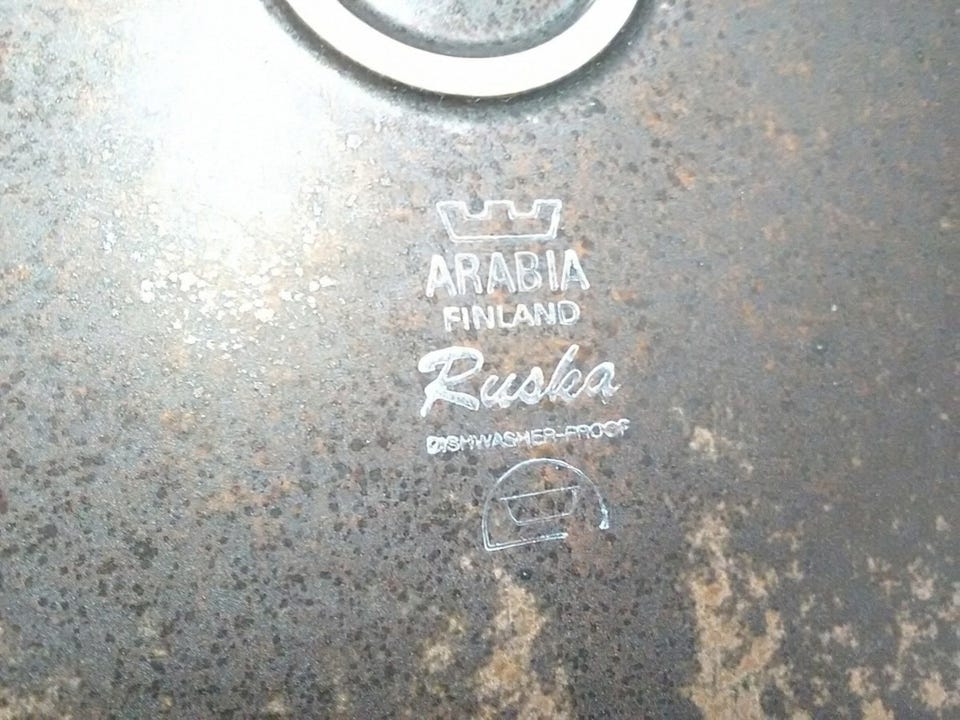 ARABIA
FINLAND
Ruska
DISHWASHER-PROOF